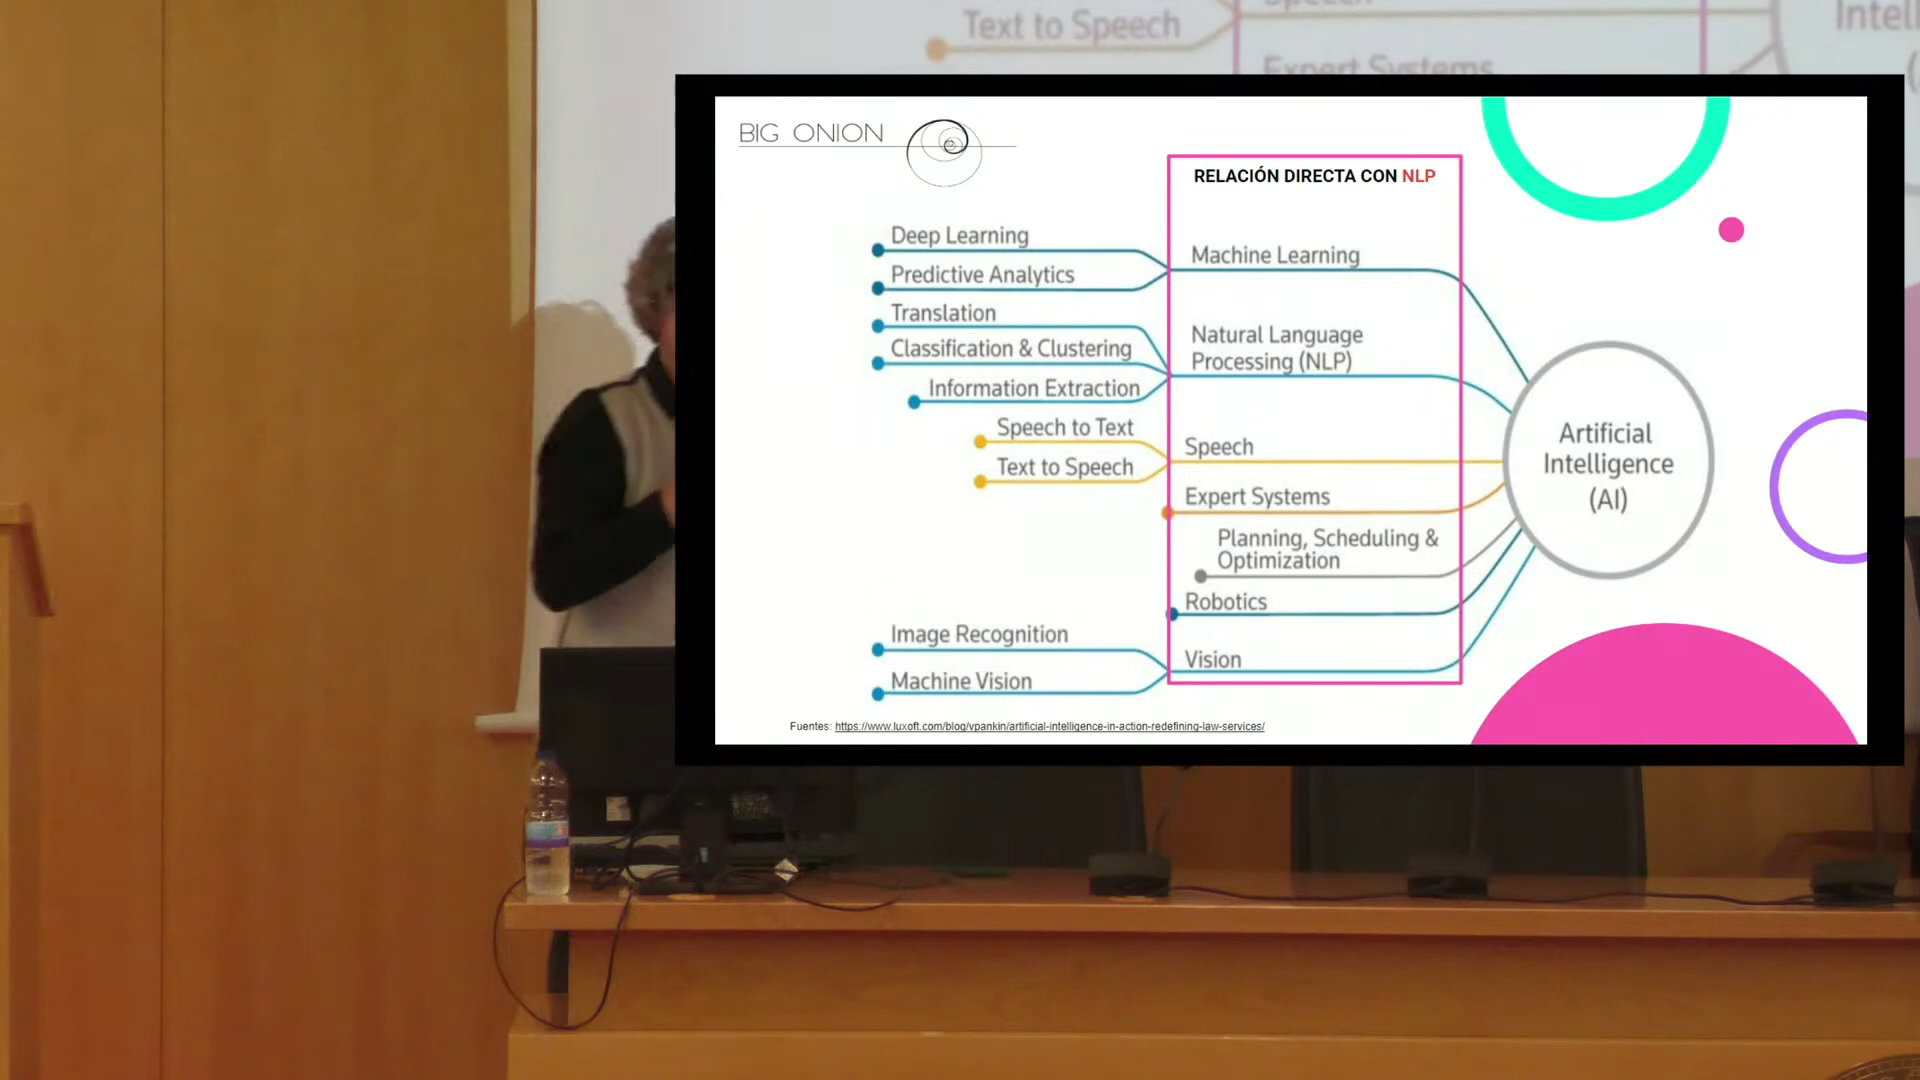 Text to Speech
Speech
Expert Systems
Intel
BIG ONION
RELACIÓN DIRECTA CON NLP
Deep Learning
Predictive Analytics
Machine Learning
Translation
Classification & Clustering
Information Extraction
Natural Language
Processing (NLP)
Speech to Text
Text to Speech
Speech
Expert Systems
Planning, Scheduling &
Optimization
Robotics
Image Recognition
Machine Vision
Vision
Artificial
Intelligence
(AI)
Fuentes: https://www.luxoft.com/blog/vpankin/artificial-intelligence-in-action-redefining-law-services/